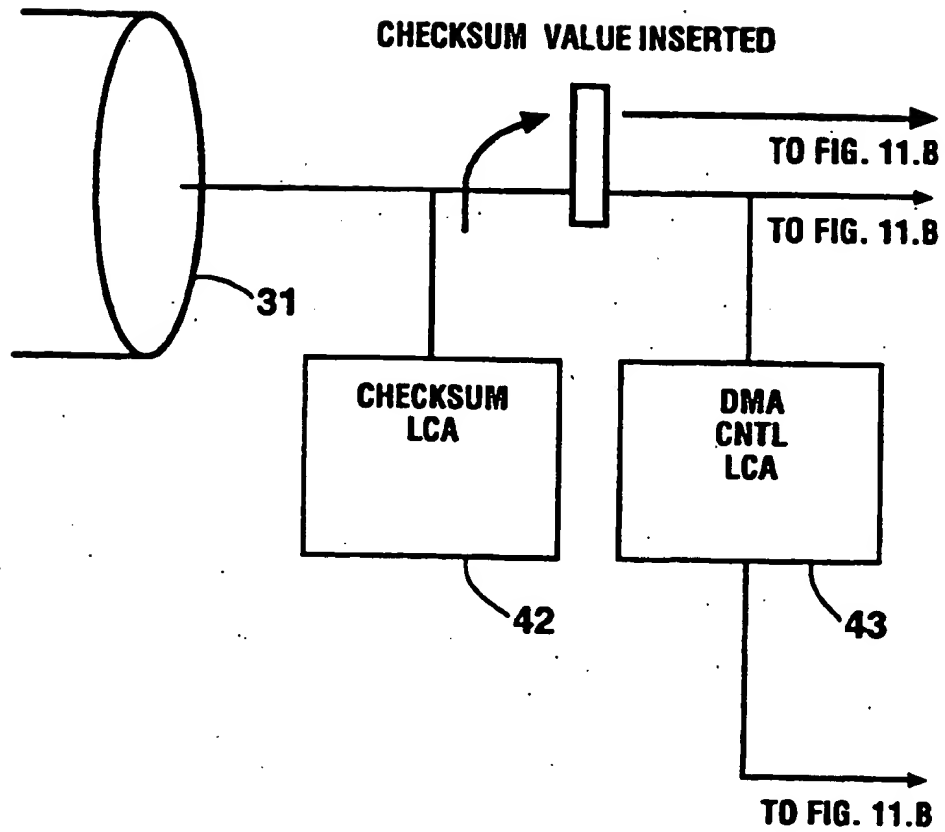 CHECKSUM VALUE INSERTED
TO FIG. 11.B
TO FIG. 11.B
31
CHECKSUM
LCA
DMA
CNTL
LCA
42
43
TO FIG. 11.B